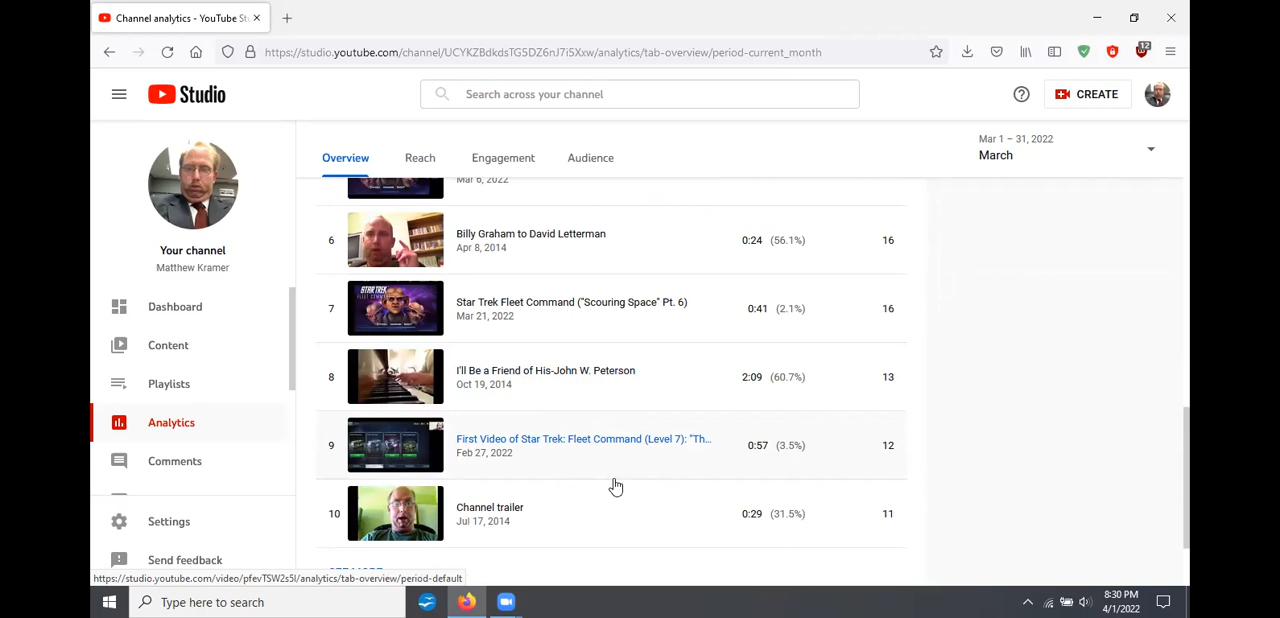 Channel analytics - YouTube St
https://studio.youtube.com/channel/UCYKZBdkdsTG5DZ6nJ7i5Xxw/analytics/tab-overview/period-current_month
12
Studio
Search across your channel
CREATE
Your channel
Matthew Kramer
Dashboard
Content
Playlists
Analytics
Comments
Settings
Send feedback
Overview
Reach
Engagement
Audience
Mar 1 – 31, 2022
March
Mar 6, 2022
6
Billy Graham to David Letterman
Apr 8, 2014
0:24 (56.1%)
16
7
STAR TREK
Star Trek Fleet Command ("Scouring Space" Pt. 6)
Mar 21, 2022
0:41 (2.1%)
16
8
I'll Be a Friend of His-John W. Peterson
Oct 19, 2014
2:09 (60.7%)
13
9
First Video of Star Trek: Fleet Command (Level 7): "Th...
Feb 27, 2022
0:57 (3.5%)
12
10
Channel trailer
Jul 17, 2014
0:29 (31.5%)
11
https://studio.youtube.com/video/pfevTSW2s5I/analytics/tab-overview/period-default
Type here to search
8:30 PM
4/1/2022